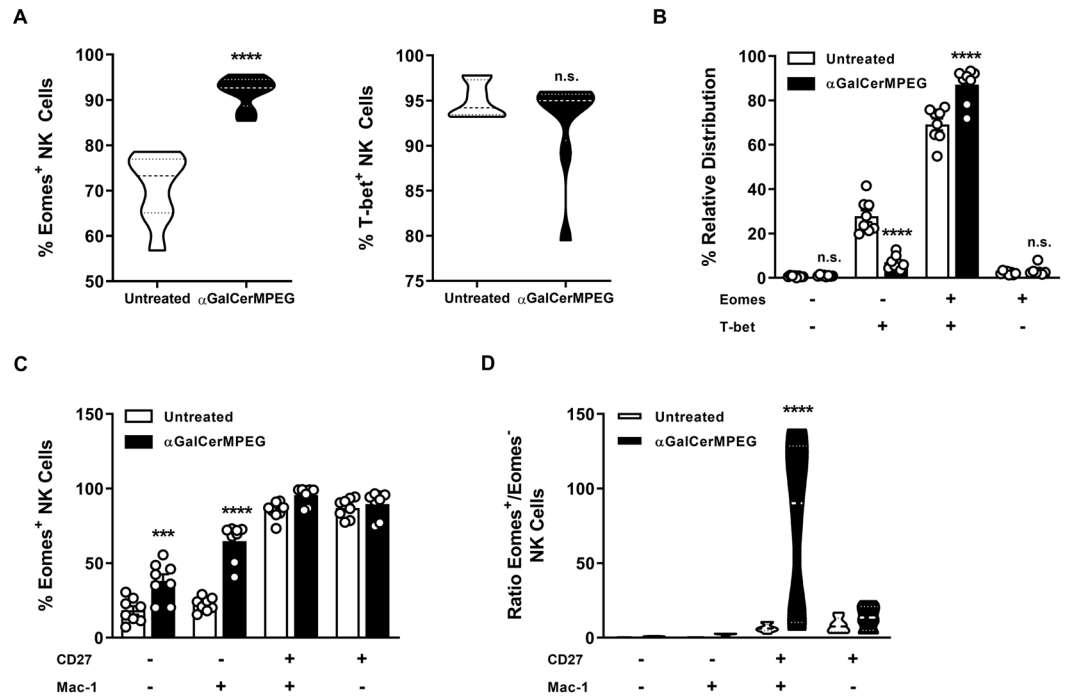 A
% Eomes+ NK Cells
100
90
80
70
60
50
****
Untreated
αGalCerMPEG
% T-bet+ NK Cells
100
95
90
85
80
75
n.s.
Untreated
αGalCerMPEG
B
% Relative Distribution
100
80
60
40
20
0
Untreated
αGalCerMPEG
n.s.
****
****
n.s.
Eomes - - + +
T-bet - + + -
C
% Eomes+ NK Cells
150
100
50
0
Untreated
αGalCerMPEG
***
****
CD27 - - + +
Mac-1 - + + -
D
Ratio Eomes+/Eomes-
NK Cells
150
100
50
0
Untreated
αGalCerMPEG
****
CD27 - - + +
Mac-1 - + + -